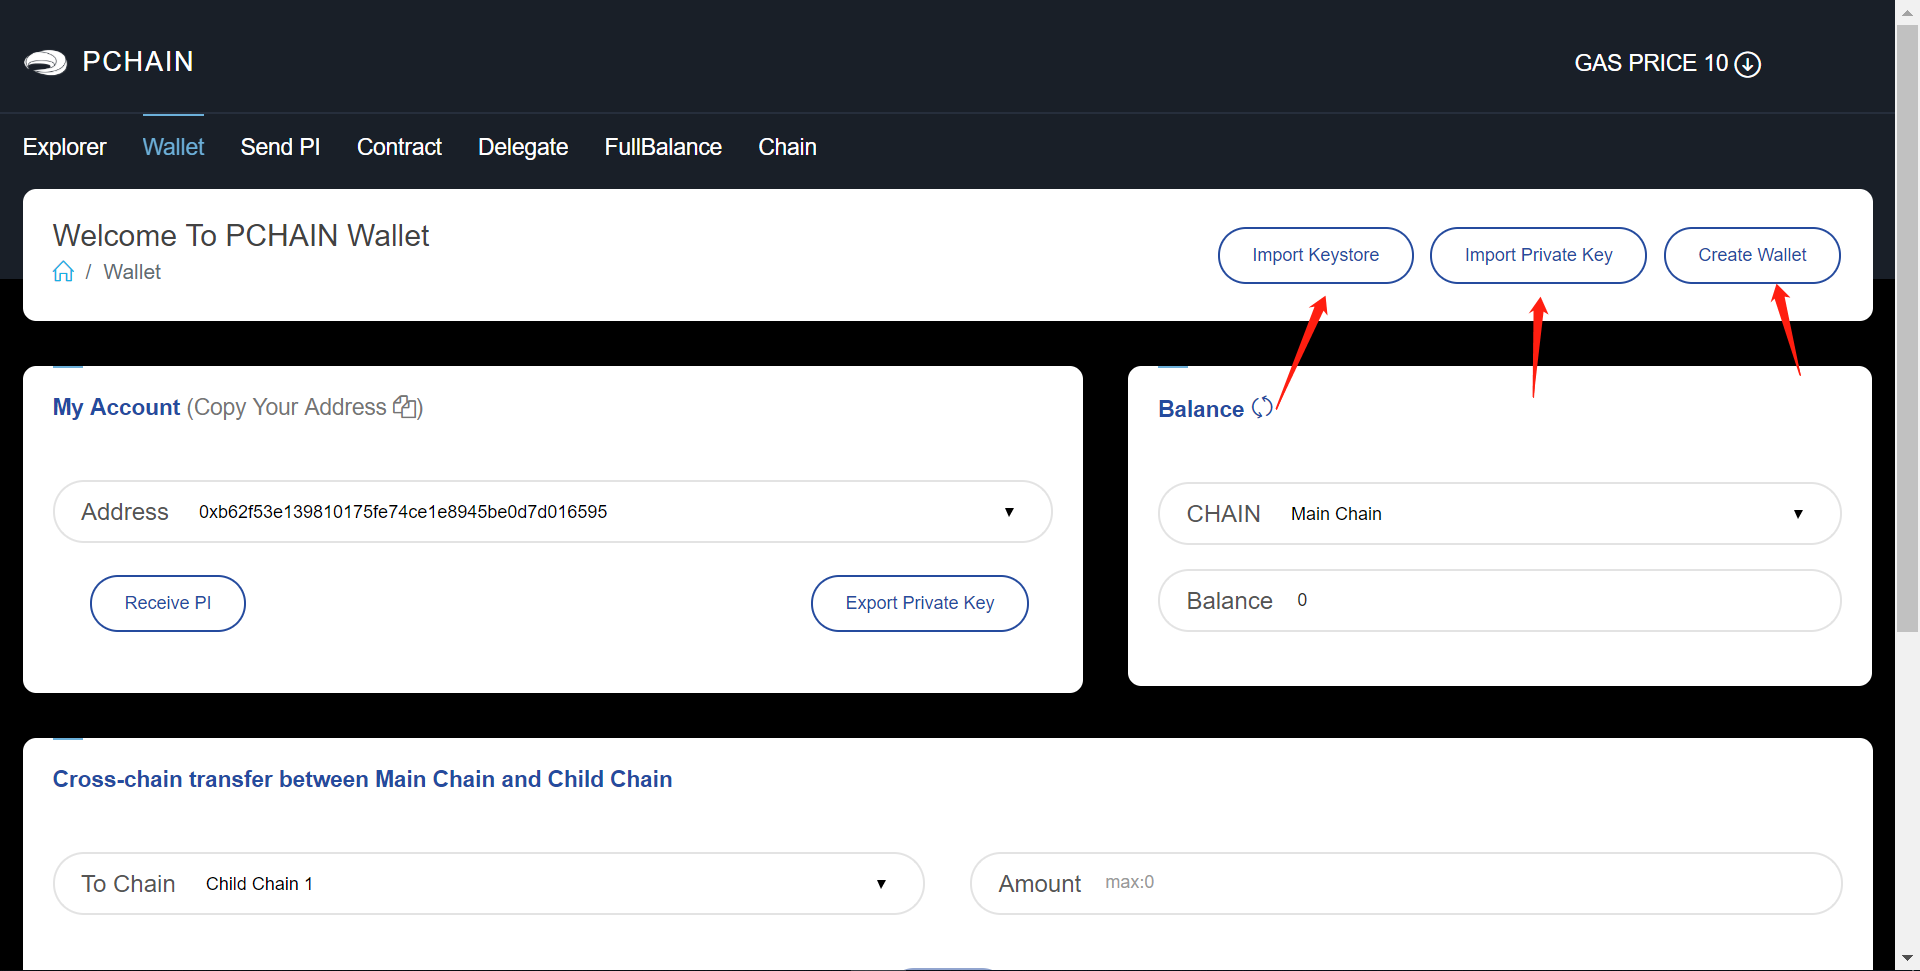 PCHAIN
GAS PRICE 10
Explorer Wallet Send PI Contract Delegate FullBalance Chain
Welcome To PCHAIN Wallet
/ Wallet
Import Keystore Import Private Key Create Wallet
My Account (Copy Your Address )
Balance
Address 0xb62f53e139810175fe74ce1e8945be0d7d016595
CHAIN Main Chain
Receive PI Export Private Key
Balance 0
Cross-chain transfer between Main Chain and Child Chain
To Chain Child Chain 1
Amount max:0